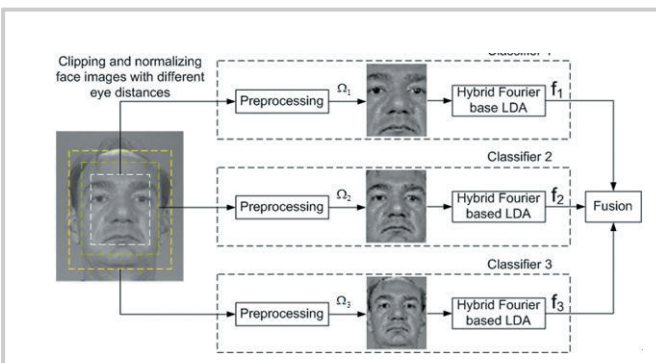 Clipping and normalizing
face images with different
eye distances
Preprocessing
Ω1
Hybrid Fourier
base LDA
f1
Classifier 2
Preprocessing
Ω2
Hybrid Fourier
based LDA
f2
Fusion
Classifier 3
Preprocessing
Ω3
Hybrid Fourier
based LDA
f3